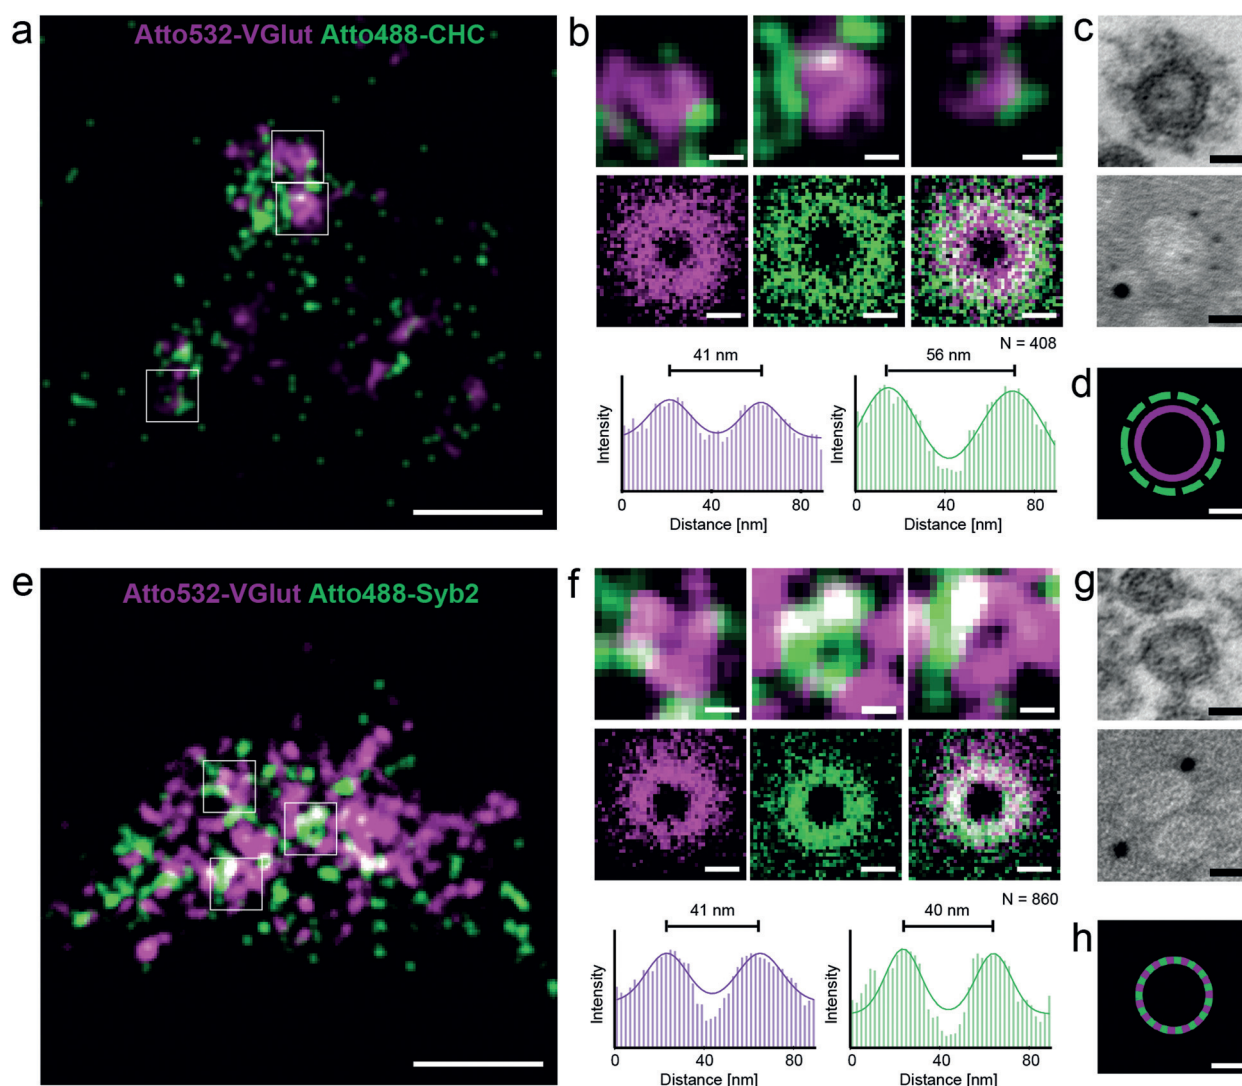 a
Atto532-VGlut Atto488-CHC
b
c
N = 408
41 nm
56 nm
Intensity
0
40
80
Distance [nm]
Intensity
0
40
80
Distance [nm]
d
e
Atto532-VGlut Atto488-Syb2
f
g
N = 860
41 nm
40 nm
Intensity
0
40
80
Distance [nm]
Intensity
0
40
80
Distance [nm]
h